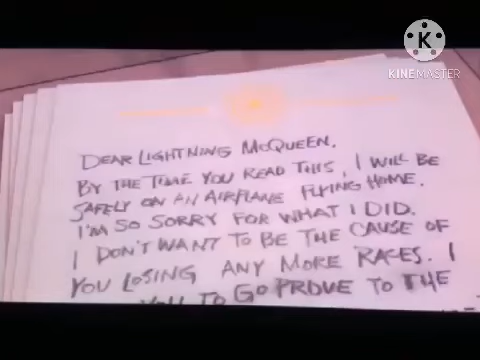 KINEMASTER
DEAR LIGHTNING McQUEEN,
BY THE TIME YOU READ THIS, I WILL BE
SAFELY ON AN AIRPLANE FLYING HOME.
I'M SO SORRY FOR WHAT I DID.
I DON'T WANT TO BE THE CAUSE OF
YOU LOSING ANY MORE RACES. I
YOU TO GO PROVE TO THE